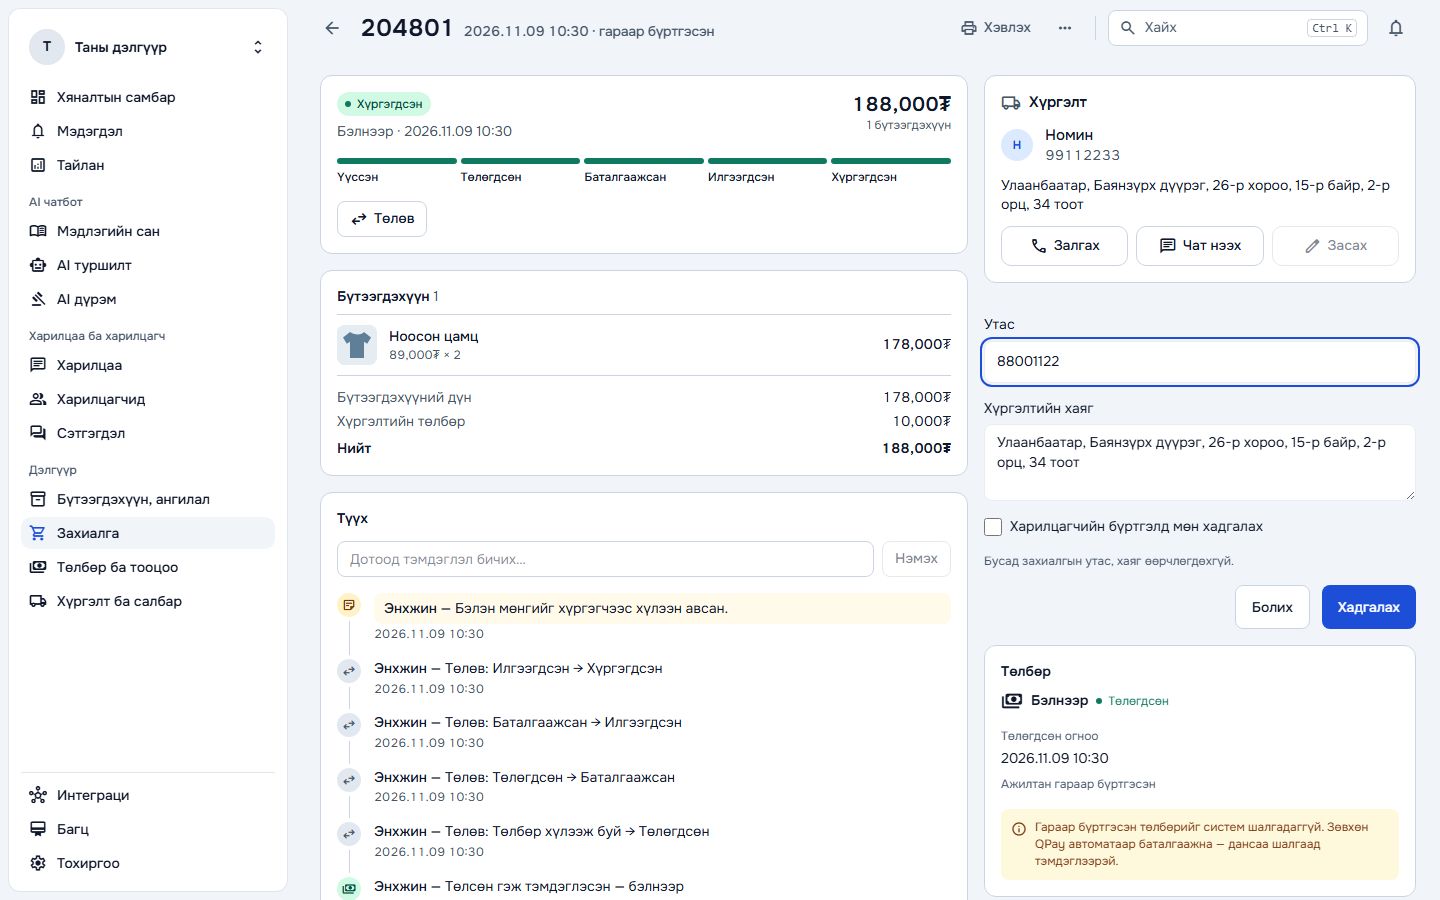 Т
Таны дэлгүүр
Хяналтын самбар
Мэдэгдэл
Тайлан
AI чатбот
Мэдлэгийн сан
AI туршилт
AI дүрэм
Харилцаа ба харилцагч
Харилцаа
Харилцагчид
Сэтгэгдэл
Дэлгүүр
Бүтээгдэхүүн, ангилал
Захиалга
Төлбөр ба тооцоо
Хүргэлт ба салбар
Интеграци
Багц
Тохиргоо
204801 2026.11.09 10:30 · гараар бүртгэсэн
Хэвлэх
Хайх
Ctrl K
Хүргэгдсэн
188,000₮
Бэлнээр · 2026.11.09 10:30
1 бүтээгдэхүүн
Үүссэн Төлөгдсөн Баталгаажсан Илгээгдсэн Хүргэгдсэн
Төлөв
Бүтээгдэхүүн 1
Ноосон цамц
89,000₮ × 2
178,000₮
Бүтээгдэхүүний дүн 178,000₮
Хүргэлтийн төлбөр 10,000₮
Нийт 188,000₮
Түүх
Дотоод тэмдэглэл бичих...
Нэмэх
Энхжин — Бэлэн мөнгийг хүргэгчээс хүлээн авсан.
2026.11.09 10:30
Энхжин — Төлөв: Илгээгдсэн → Хүргэгдсэн
2026.11.09 10:30
Энхжин — Төлөв: Баталгаажсан → Илгээгдсэн
2026.11.09 10:30
Энхжин — Төлөв: Төлөгдсөн → Баталгаажсан
2026.11.09 10:30
Энхжин — Төлөв: Төлбөр хүлээж буй → Төлөгдсөн
2026.11.09 10:30
Энхжин — Төлсөн гэж тэмдэглэсэн — бэлнээр
Хүргэлт
Н
Номин
99112233
Улаанбаатар, Баянзүрх дүүрэг, 26-р хороо, 15-р байр, 2-р
орц, 34 тоот
Залгах
Чат нээх
Засах
Утас
88001122
Хүргэлтийн хаяг
Улаанбаатар, Баянзүрх дүүрэг, 26-р хороо, 15-р байр, 2-р
орц, 34 тоот
Харилцагчийн бүртгэлд мөн хадгалах
Бусад захиалгын утас, хаяг өөрчлөгдөхгүй.
Болих
Хадгалах
Төлбөр
Бэлнээр
Төлөгдсөн
Төлөгдсөн огноо
2026.11.09 10:30
Ажилтан гараар бүртгэсэн
Гараар бүртгэсэн төлбөрийг систем шалгадаггүй. Зөвхөн
QPay автоматаар баталгаажна — дансаа шалгаад
тэмдэглээрэй.